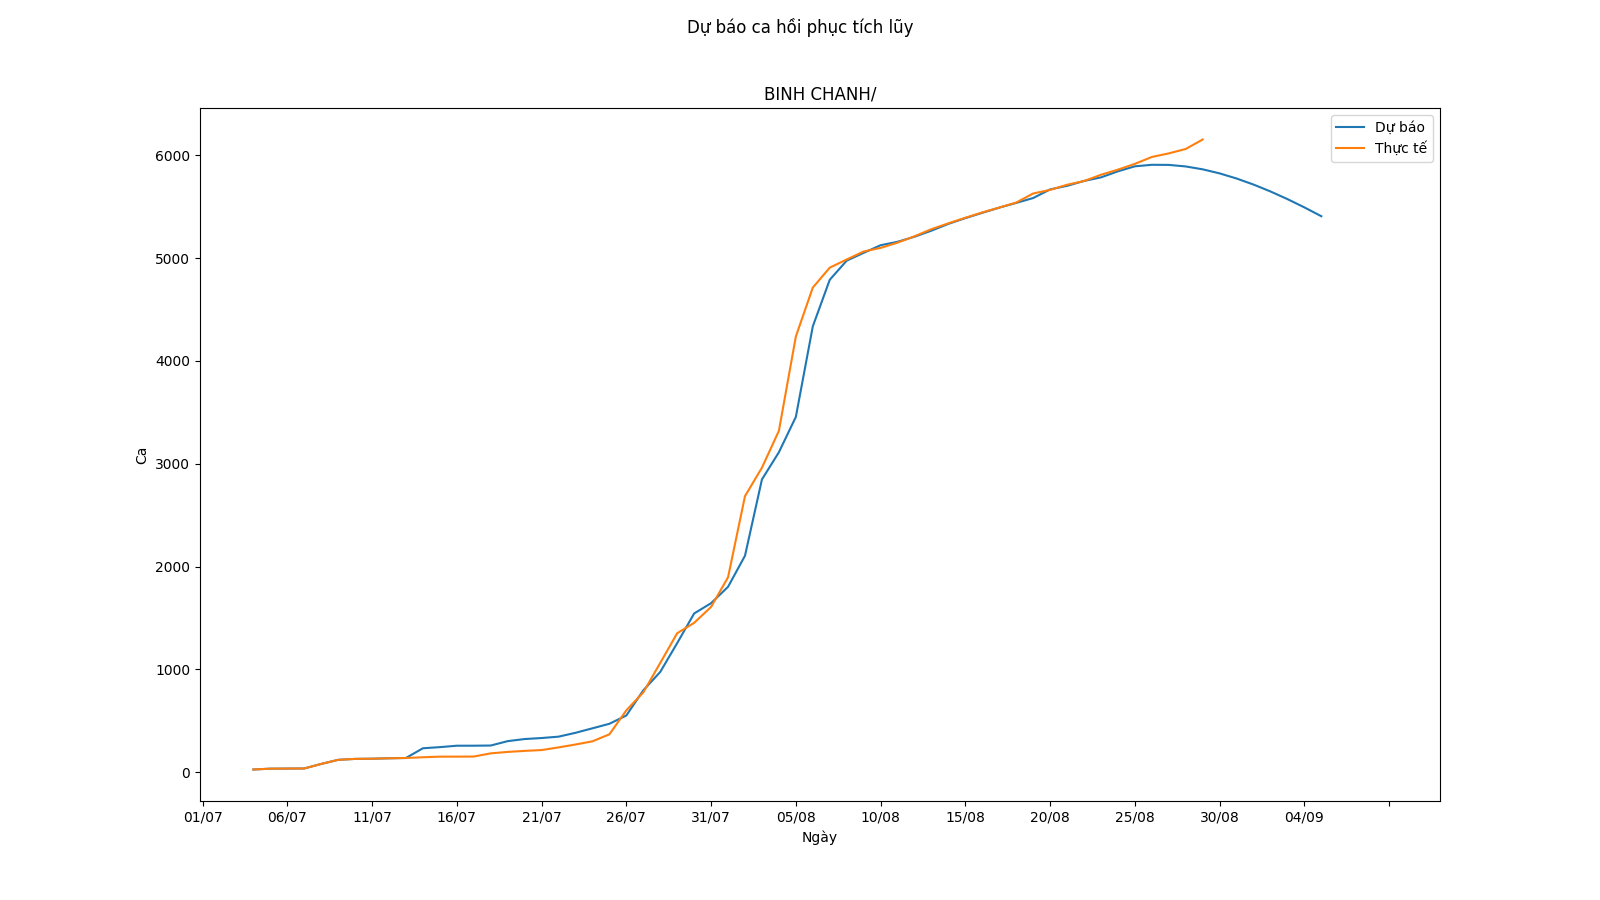 Dự báo ca hồi phục tích lũy
BINH CHANH/
Dự báo
Thực tế
6000
5000
4000
3000
2000
1000
0
Ca
01/07 06/07 11/07 16/07 21/07 26/07 31/07 05/08 10/08 15/08 20/08 25/08 30/08 04/09
Ngày